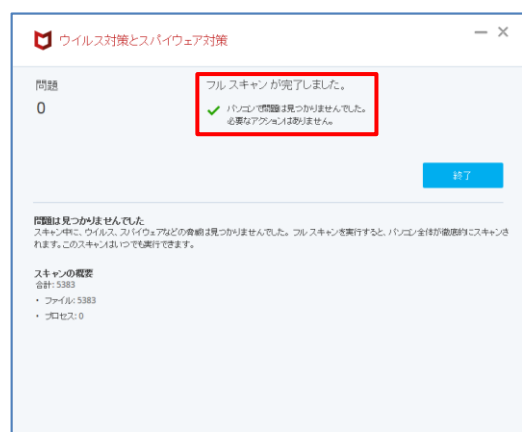 ウイルス対策とスパイウェア対策
問題
0
フル スキャン が完了しました。
パソコンで問題は見つかりませんでした。
必要なアクションはありません。
終了
問題は見つかりませんでした
スキャン中に、ウイルス、スパイウェアなどの脅威は見つかりませんでした。フル スキャンを実行すると、パソコン全体が徹底的にスキャンさ
れます。このスキャンはいつでも実行できます。
スキャンの概要
合計: 5383
・ ファイル: 5383
・ プロセス: 0